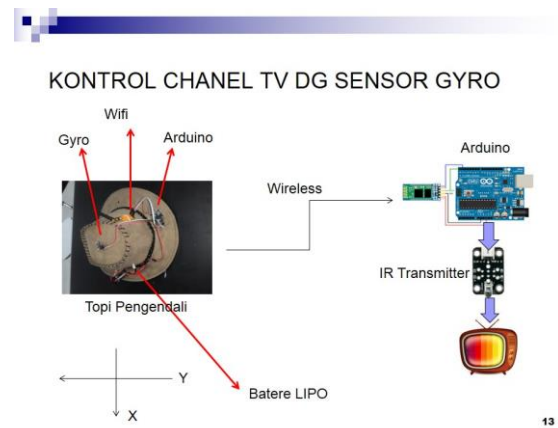 KONTROL CHANEL TV DG SENSOR GYRO
Wifi
Gyro
Arduino
Arduino
Wireless
IR Transmitter
Topi Pengendali
Y
Batere LIPO
X
13